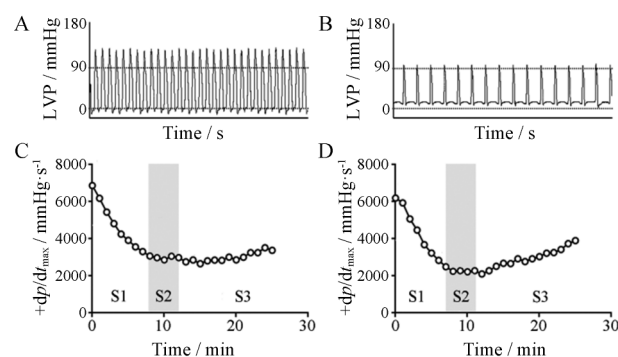 A
LVP / mmHg
180
90
0
Time / s
B
LVP / mmHg
180
90
0
Time / s
C
+dp/dtmax / mmHg·s-1
8000
6000
4000
2000
0
S1 S2 S3
0 10 20 30
Time / min
D
+dp/dtmax / mmHg·s-1
8000
6000
4000
2000
0
S1 S2 S3
0 10 20 30
Time / min